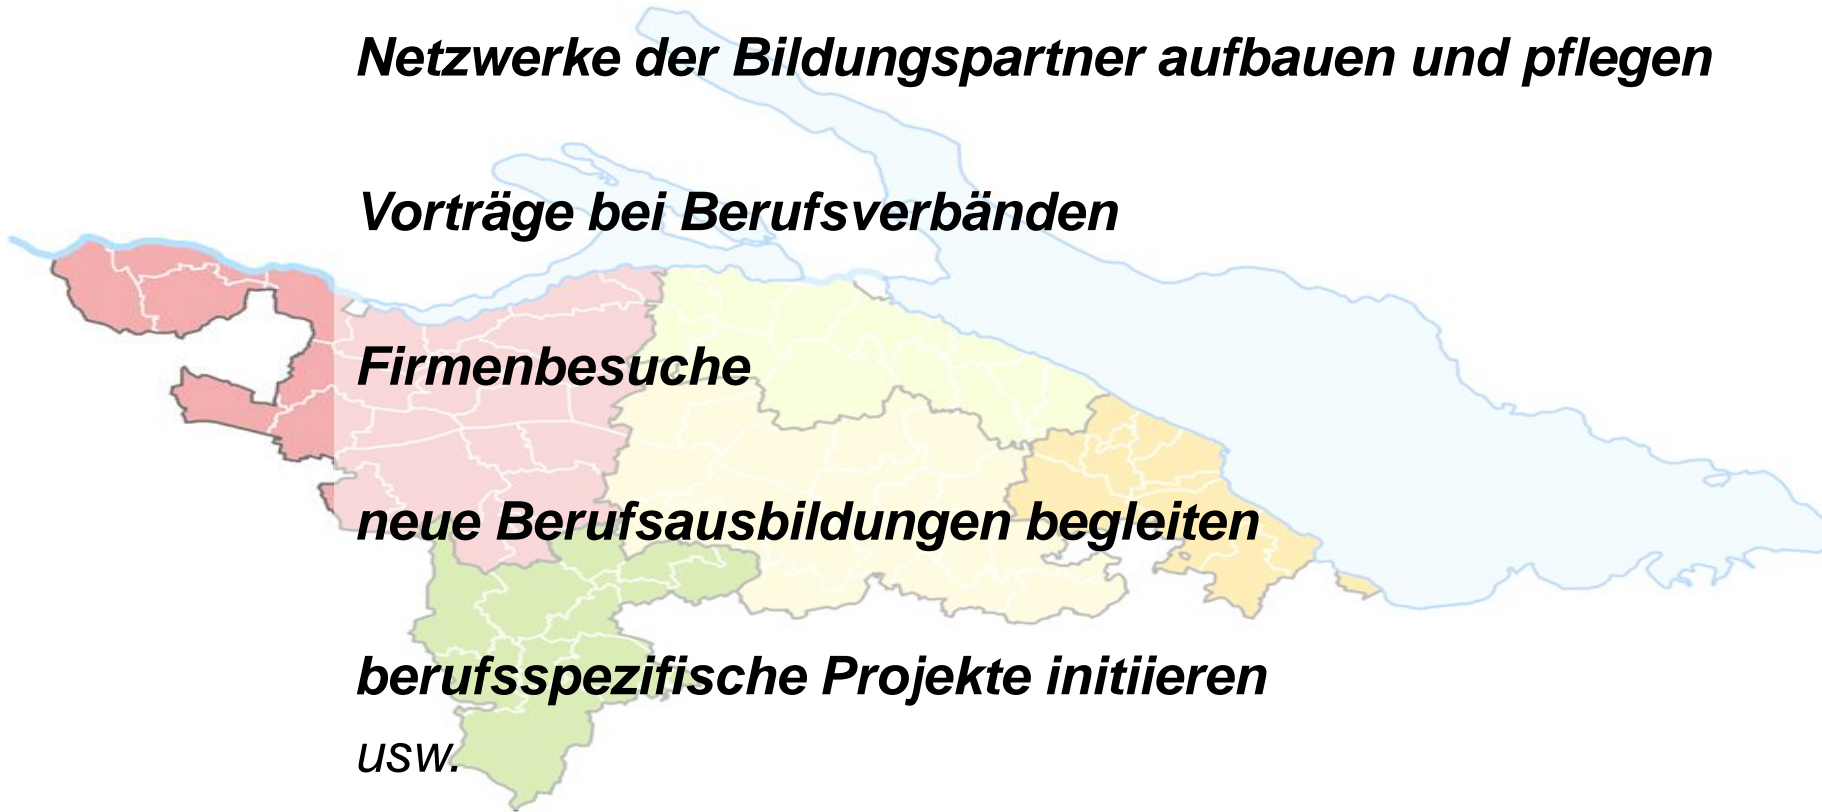 Netzwerke der Bildungspartner aufbauen und pflegen
Vorträge bei Berufsverbänden
Firmenbesuche
neue Berufsausbildungen begleiten
berufsspezifische Projekte initiieren
usw.